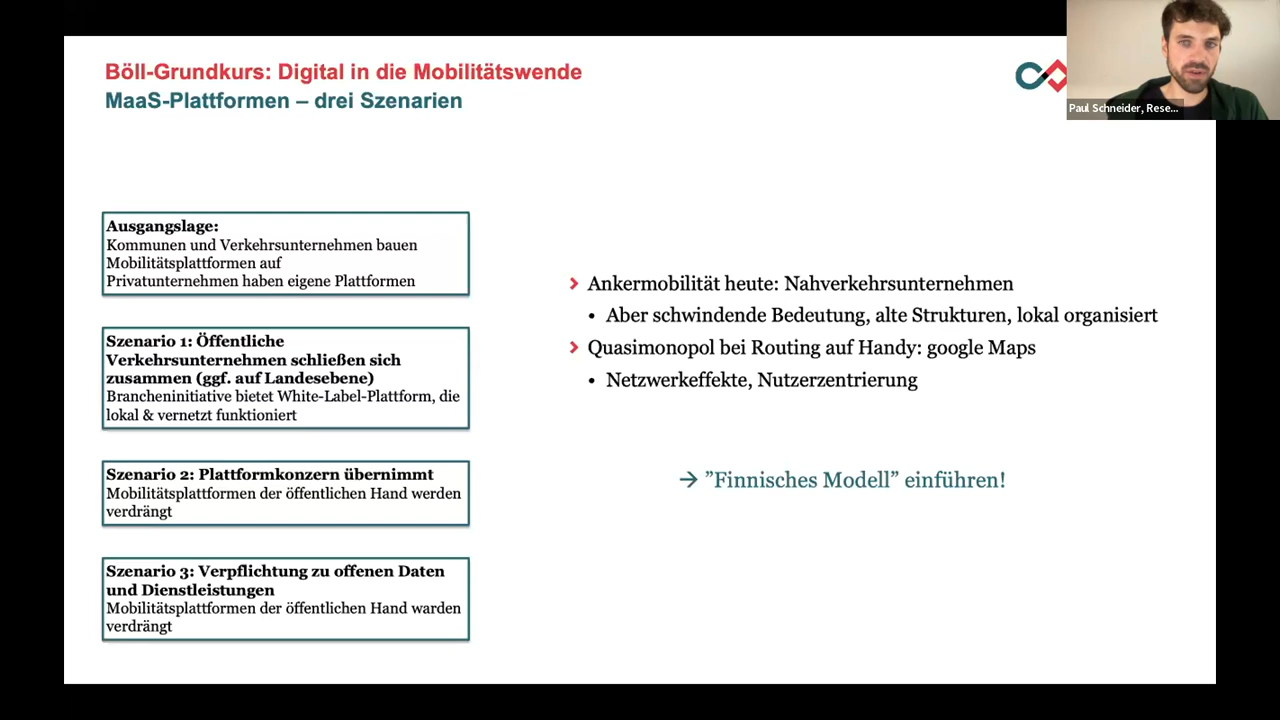 Böll-Grundkurs: Digital in die Mobilitätswende
MaaS-Plattformen – drei Szenarien
Paul Schneider, Rese...
Ausgangslage:
Kommunen und Verkehrsunternehmen bauen
Mobilitätsplattformen auf
Privatunternehmen haben eigene Plattformen
Szenario 1: Öffentliche
Verkehrsunternehmen schließen sich
zusammen (ggf. auf Landesebene)
Brancheninitiative bietet White-Label-Plattform, die
lokal & vernetzt funktioniert
Szenario 2: Plattformkonzern übernimmt
Mobilitätsplattformen der öffentlichen Hand werden
verdrängt
Szenario 3: Verpflichtung zu offenen Daten
und Dienstleistungen
Mobilitätsplattformen der öffentlichen Hand warden
verdrängt
Ankermobilität heute: Nahverkehrsunternehmen
• Aber schwindende Bedeutung, alte Strukturen, lokal organisiert
Quasimonopol bei Routing auf Handy: google Maps
• Netzwerkeffekte, Nutzerzentrierung
→ ”Finnisches Modell” einführen!